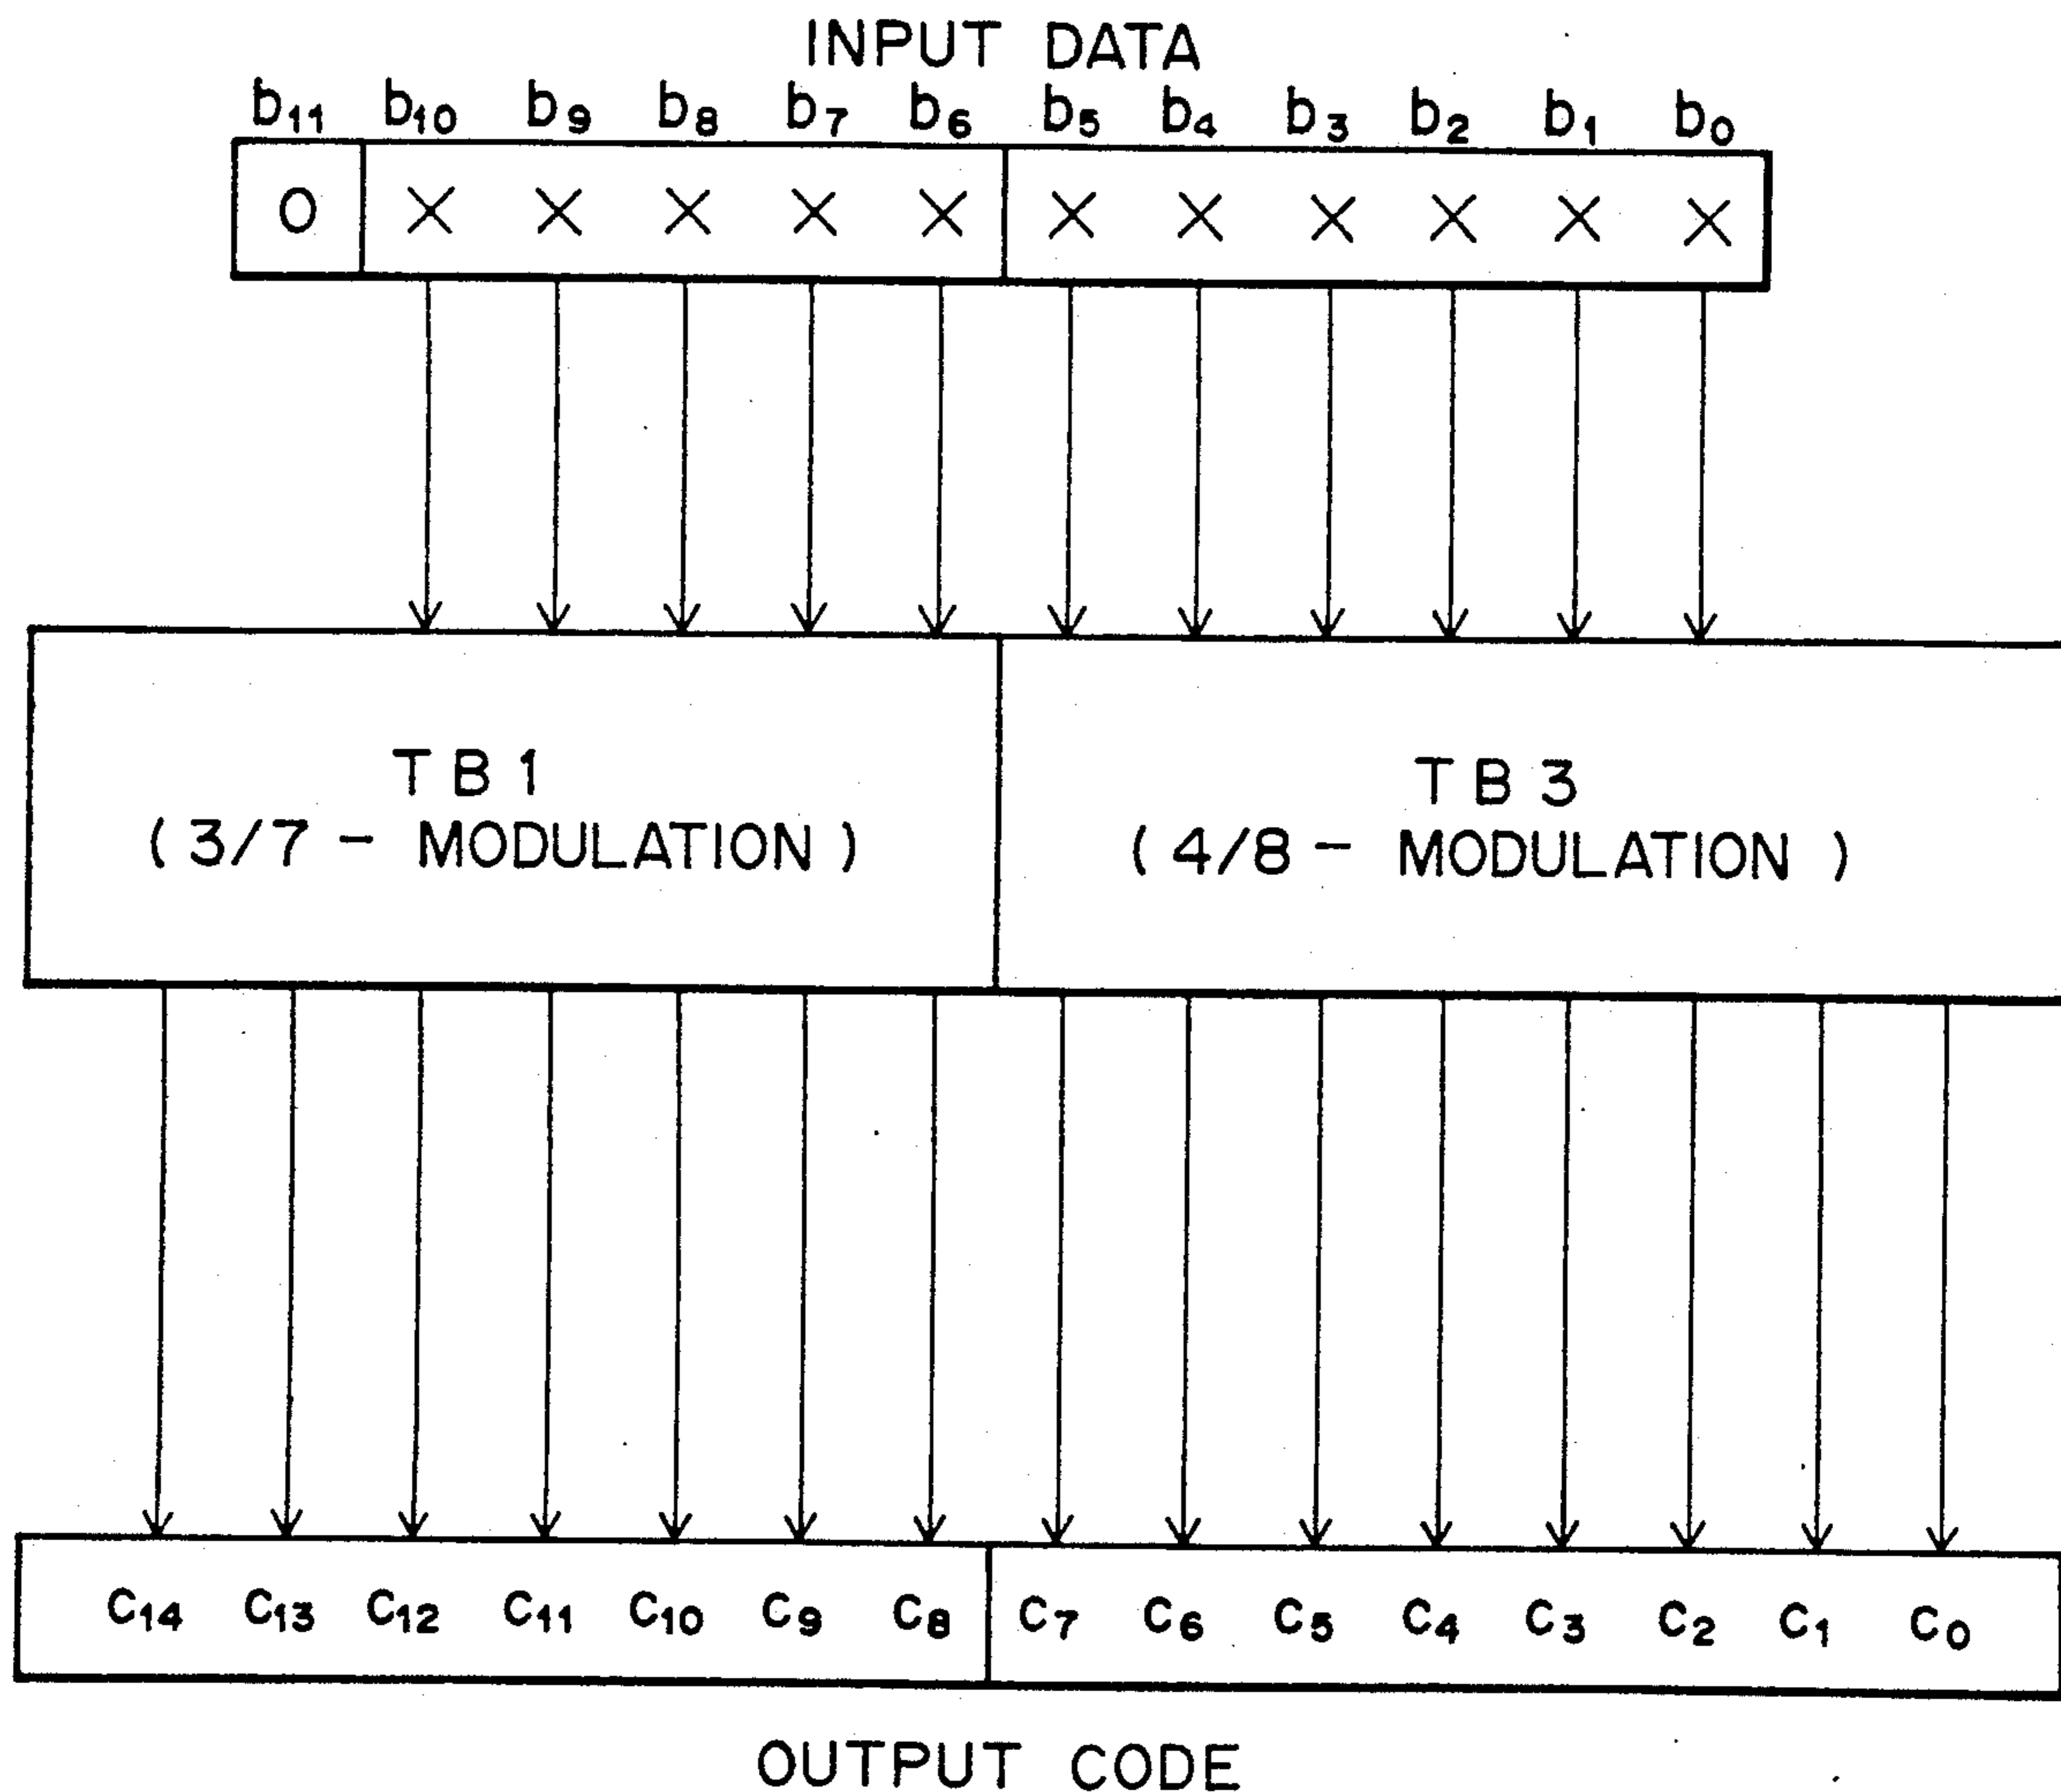 INPUT DATA
b₁₁ b₁₀ b₉ b₈ b₇ b₆ b₅ b₄ b₃ b₂ b₁ b₀
0 × × × × × × × × × × ×
TB1 TB3
(3/7 - MODULATION) (4/8 - MODULATION)
C₁₄ C₁₃ C₁₂ C₁₁ C₁₀ C₉ C₈ C₇ C₆ C₅ C₄ C₃ C₂ C₁ C₀
OUTPUT CODE